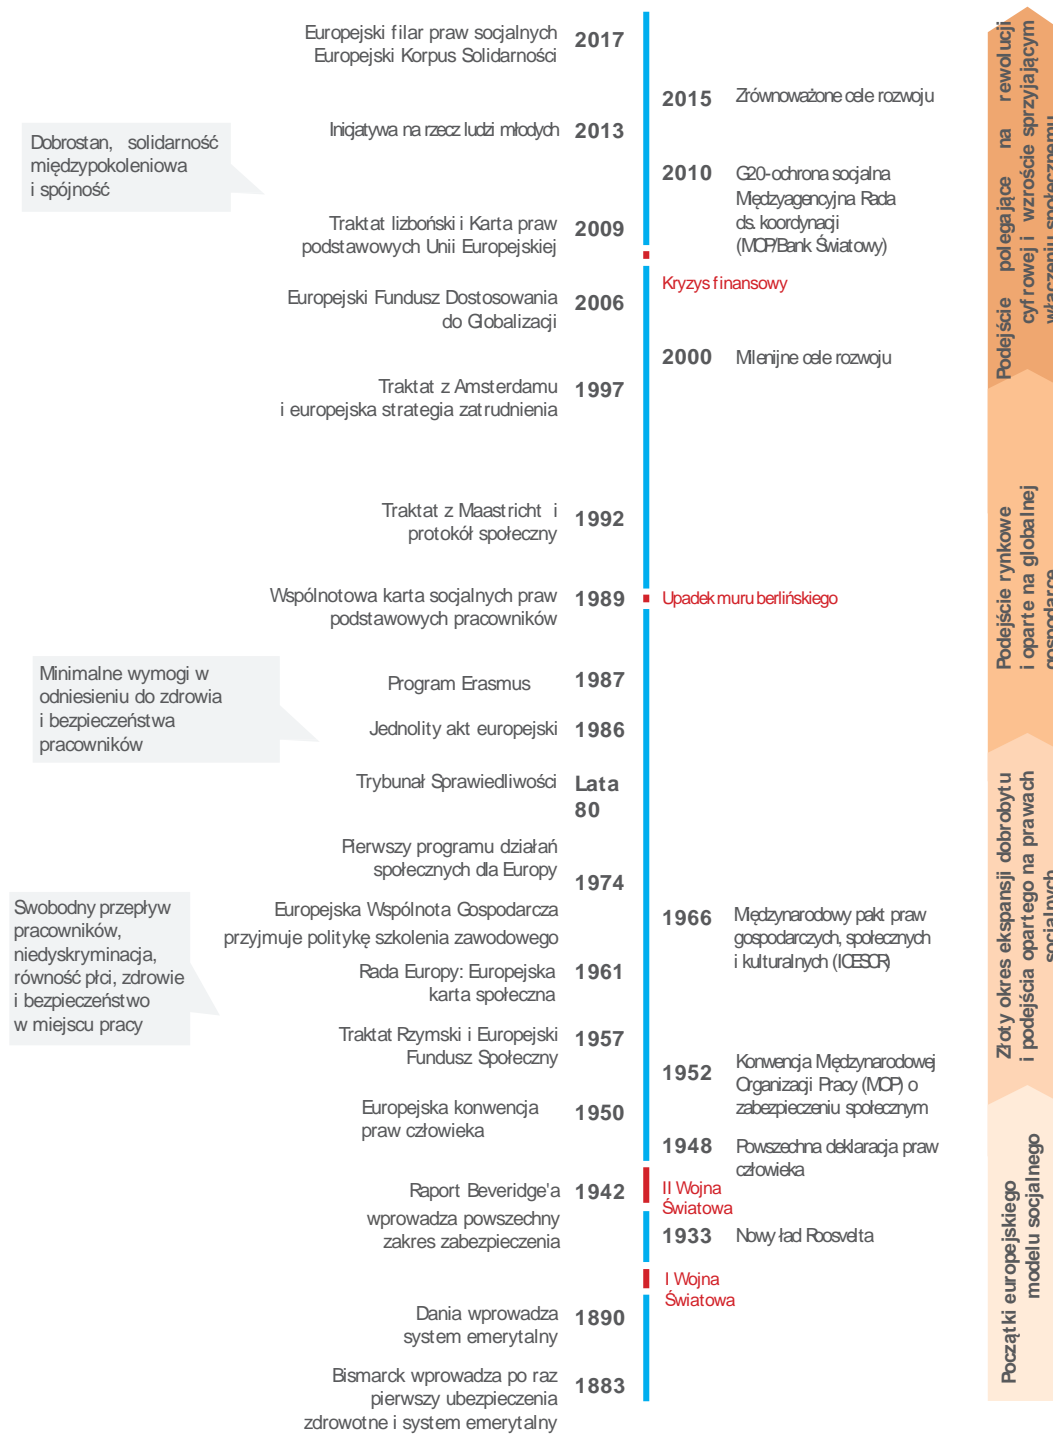 Europejski filar praw socjalnych
Europejski Korpus Solidarności
2017
2015
Zrównoważone cele rozwoju
Inicjatywa na rzecz ludzi młodych
2013
Dobrostan, solidarność
międzypokoleniowa
i spójność
2010
G20-ochrona socjalna
Międzyagencyjna Rada
ds. koordynacji
(MOP/Bank Światowy)
Traktat lizboński i Karta praw
podstawowych Unii Europejskiej
2009
Kryzys finansowy
Europejski Fundusz Dostosowania
do Globalizacji
2006
2000
Milenijne cele rozwoju
Traktat z Amsterdamu
i europejska strategia zatrudnienia
1997
Traktat z Maastricht i
protokół społeczny
1992
Wspólnotowa karta socjalnych praw
podstawowych pracowników
1989
Upadek muru berlińskiego
Minimalne wymogi w
odniesieniu do zdrowia
i bezpieczeństwa
pracowników
Program Erasmus
1987
Jednolity akt europejski
1986
Trybunał Sprawiedliwości
Lata
80
Pierwszy programu działań
społecznych dla Europy
1974
Swobodny przepływ
pracowników,
niedyskryminacja,
równość płci, zdrowie
i bezpieczeństwo
w miejscu pracy
Europejska Wspólnota Gospodarcza
przyjmuje politykę szkolenia zawodowego
1966
Międzynarodowy pakt praw
gospodarczych, społecznych
i kulturalnych (ICESCR)
Rada Europy: Europejska
karta społeczna
1961
Traktat Rzymski i Europejski
Fundusz Społeczny
1957
1952
Konwencja Międzynarodowej
Organizacji Pracy (MOP) o
zabezpieczeniu społecznym
Europejska konwencja
praw człowieka
1950
1948
Powszechna deklaracja praw
człowieka
Raport Beveridge'a
wprowadza powszechny
zakres zabezpieczenia
1942
II Wojna
Światowa
1933
Nowy ład Roosvelta
I Wojna
Światowa
Dania wprowadza
system emerytalny
1890
Bismarck wprowadza po raz
pierwszy ubezpieczenia
zdrowotne i system emerytalny
1883
Podejście polegające na rewolucji
cyfrowej i wzroście sprzyjającym
włączeniu społecznemu
Podejście rynkowe
i oparte na globalnej
gospodarce
Złoty okres ekspansji dobrobytu
i podejścia opartego na prawach
socjalnych
Początki europejskiego
modelu socjalnego